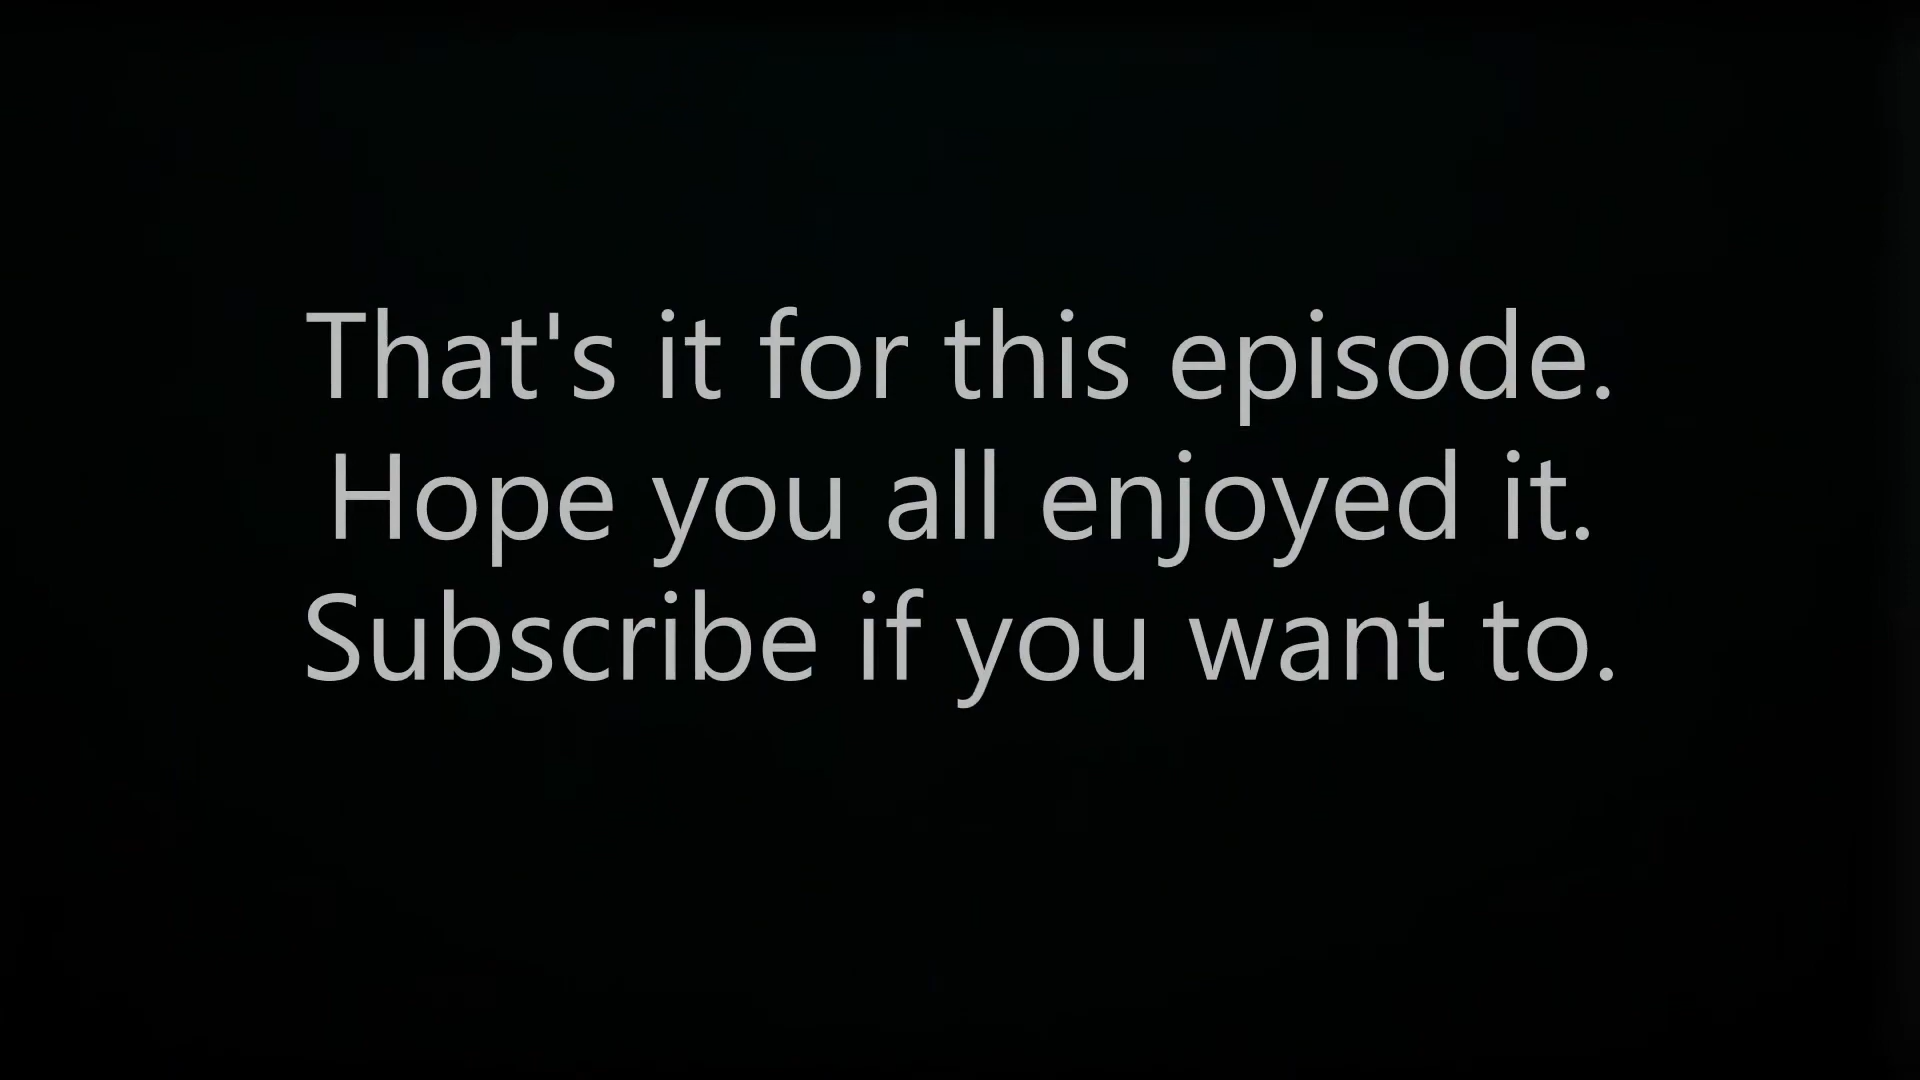 That's it for this episode.
Hope you all enjoyed it.
Subscribe if you want to.